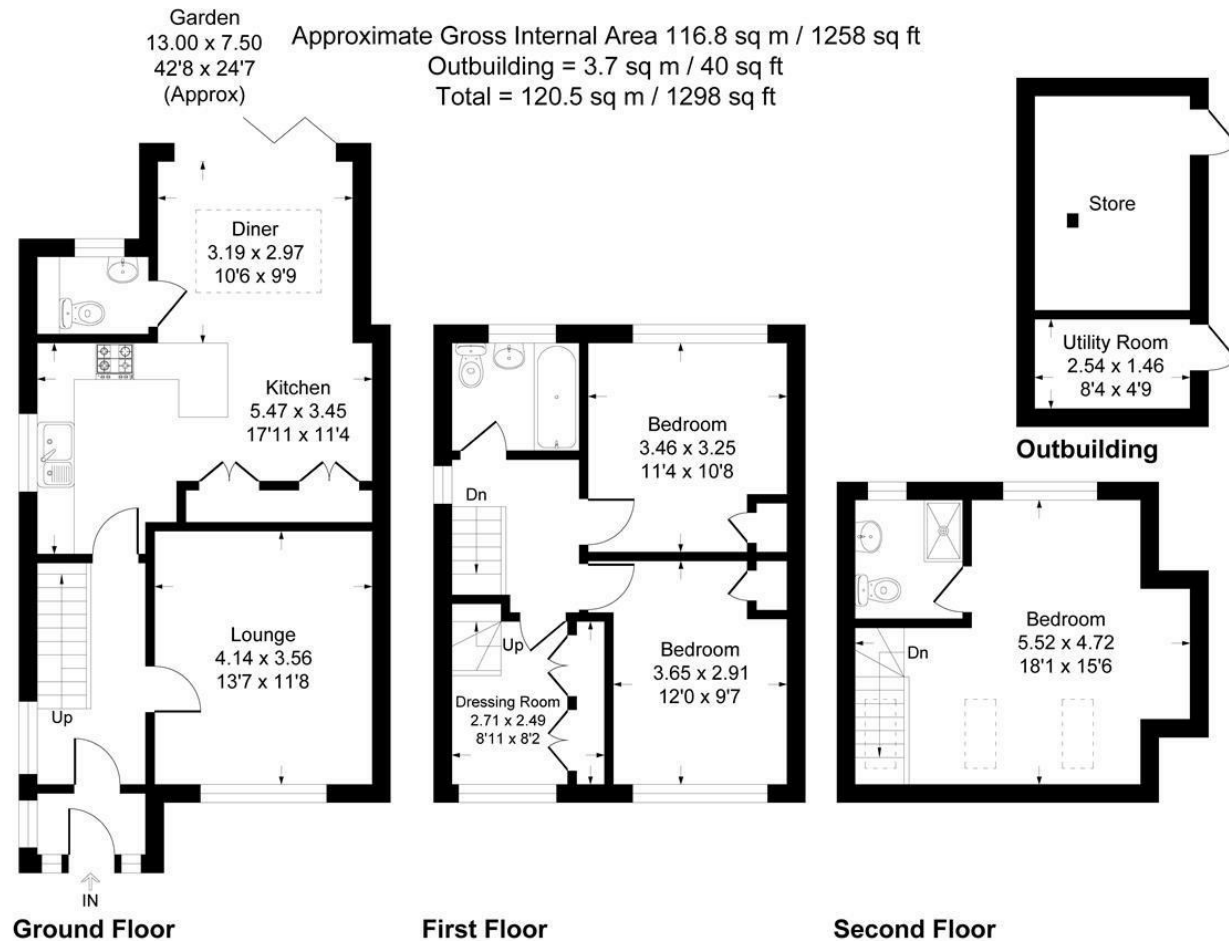 Garden
13.00 x 7.50
42'8 x 24'7
(Approx)
Approximate Gross Internal Area 116.8 sq m / 1258 sq ft
Outbuilding = 3.7 sq m / 40 sq ft
Total = 120.5 sq m / 1298 sq ft
Diner
3.19 x 2.97
10'6 x 9'9
Kitchen
5.47 x 3.45
17'11 x 11'4
Lounge
4.14 x 3.56
13'7 x 11'8
Up
IN
Ground Floor
Bedroom
3.46 x 3.25
11'4 x 10'8
Dn
Up
Bedroom
3.65 x 2.91
12'0 x 9'7
Dressing Room
2.71 x 2.49
8'11 x 8'2
First Floor
Store
Utility Room
2.54 x 1.46
8'4 x 4'9
Outbuilding
Bedroom
5.52 x 4.72
18'1 x 15'6
Dn
Second Floor